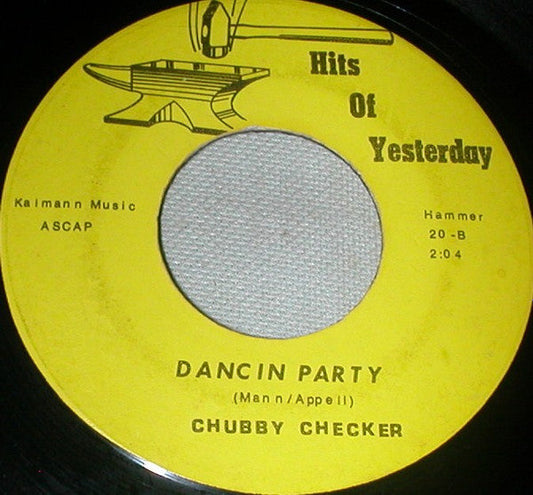 Hits
Of
Yesterday
Kalmann Music
ASCAP
Hammer
20-B
2:04
DANCIN PARTY
(Mann/Appell)
CHUBBY CHECKER